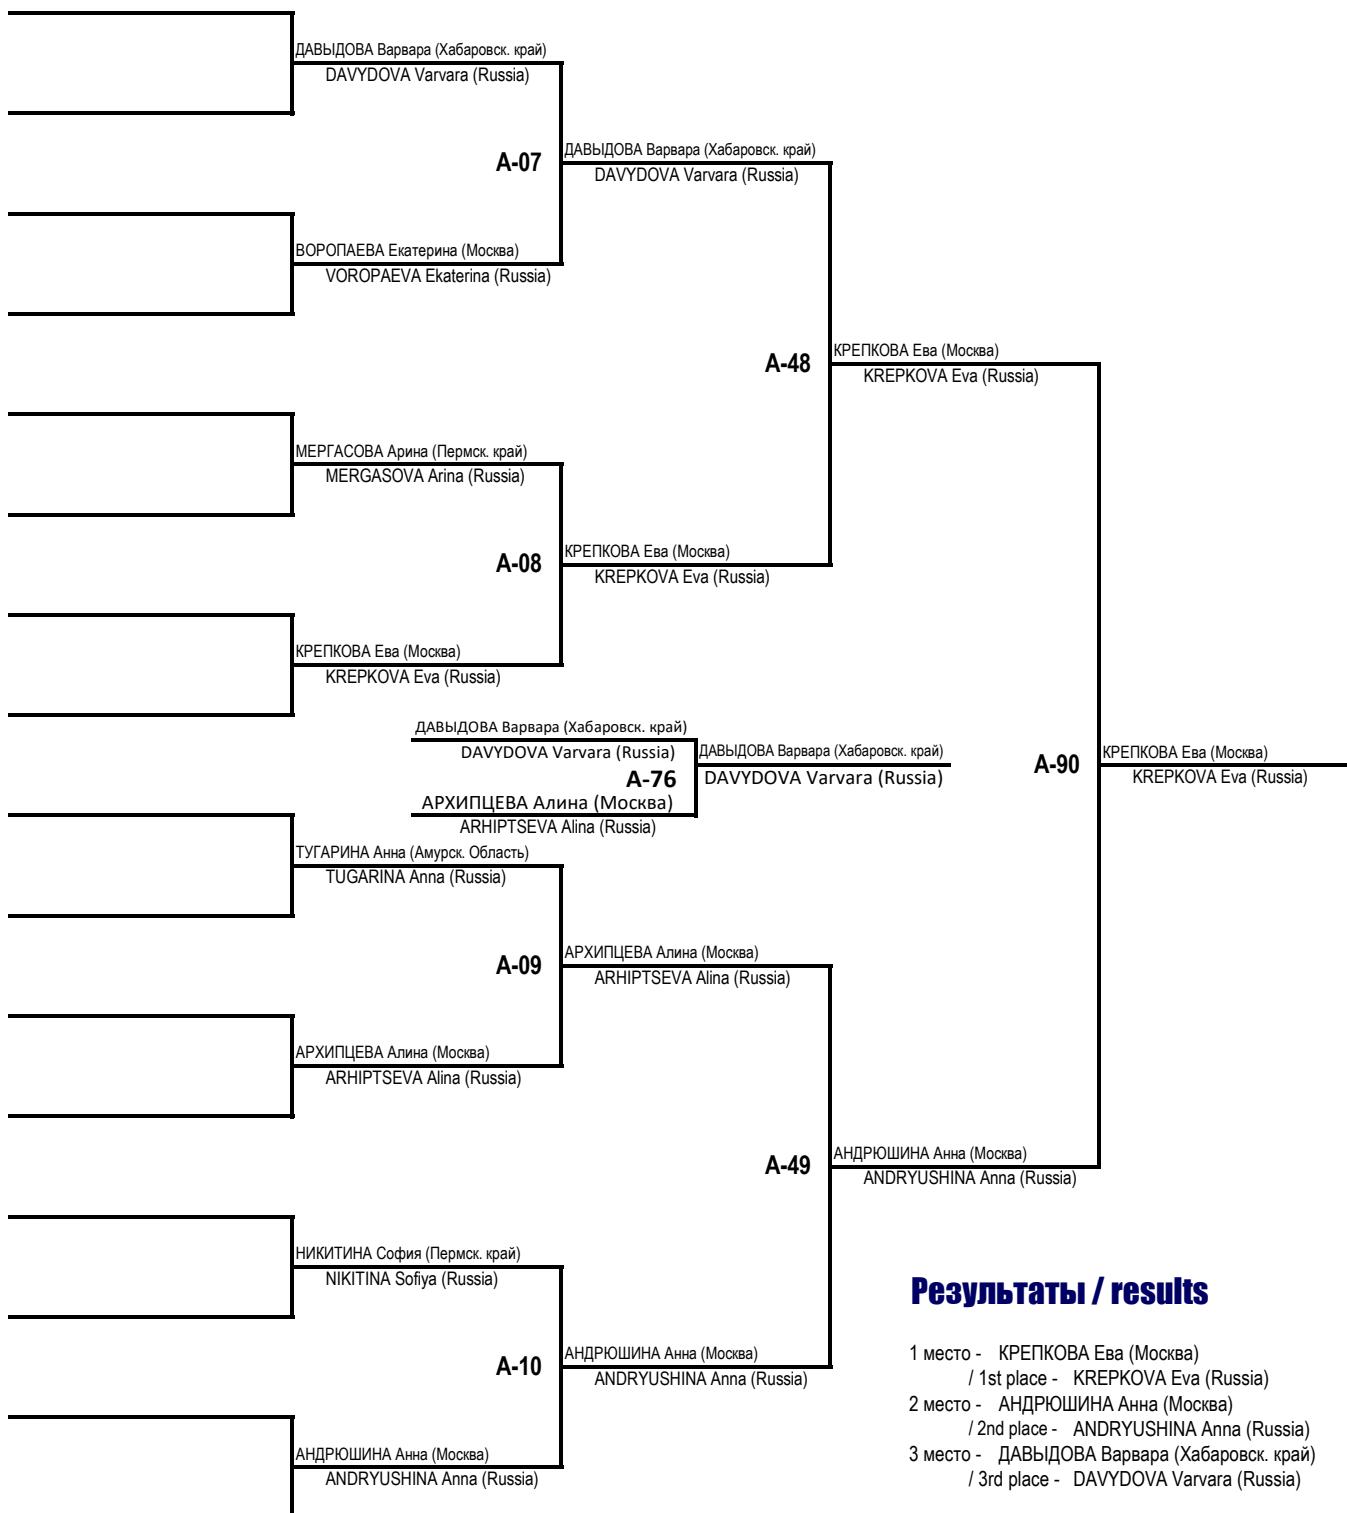 ДАВЫДОВА Варвара (Хабаровск. край)
DAVYDOVA Varvara (Russia)
A-07
ДАВЫДОВА Варвара (Хабаровск. край)
DAVYDOVA Varvara (Russia)
ВОРОПАЕВА Екатерина (Москва)
VOROPAEVA Ekaterina (Russia)
A-48
КРЕПКОВА Ева (Москва)
KREPKOVA Eva (Russia)
МЕРГАСОВА Арина (Пермск. край)
MERGASOVA Arina (Russia)
A-08
КРЕПКОВА Ева (Москва)
KREPKOVA Eva (Russia)
КРЕПКОВА Ева (Москва)
KREPKOVA Eva (Russia)
ДАВЫДОВА Варвара (Хабаровск. край)
DAVYDOVA Varvara (Russia)
A-76
АРХИПЦЕВА Алина (Москва)
ARHIPTSEVA Alina (Russia)
ДАВЫДОВА Варвара (Хабаровск. край)
DAVYDOVA Varvara (Russia)
A-90
КРЕПКОВА Ева (Москва)
KREPKOVA Eva (Russia)
ТУГАРИНА Анна (Амурск. Область)
TUGARINA Anna (Russia)
A-09
АРХИПЦЕВА Алина (Москва)
ARHIPTSEVA Alina (Russia)
АРХИПЦЕВА Алина (Москва)
ARHIPTSEVA Alina (Russia)
A-49
АНДРЮШИНА Анна (Москва)
ANDRYUSHINA Anna (Russia)
НИКИТИНА София (Пермск. край)
NIKITINA Sofiya (Russia)
A-10
АНДРЮШИНА Анна (Москва)
ANDRYUSHINA Anna (Russia)
АНДРЮШИНА Анна (Москва)
ANDRYUSHINA Anna (Russia)
Результаты / results
1 место - КРЕПКОВА Ева (Москва)
/ 1st place - KREPKOVA Eva (Russia)
2 место - АНДРЮШИНА Анна (Москва)
/ 2nd place - ANDRYUSHINA Anna (Russia)
3 место - ДАВЫДОВА Варвара (Хабаровск. край)
/ 3rd place - DAVYDOVA Varvara (Russia)